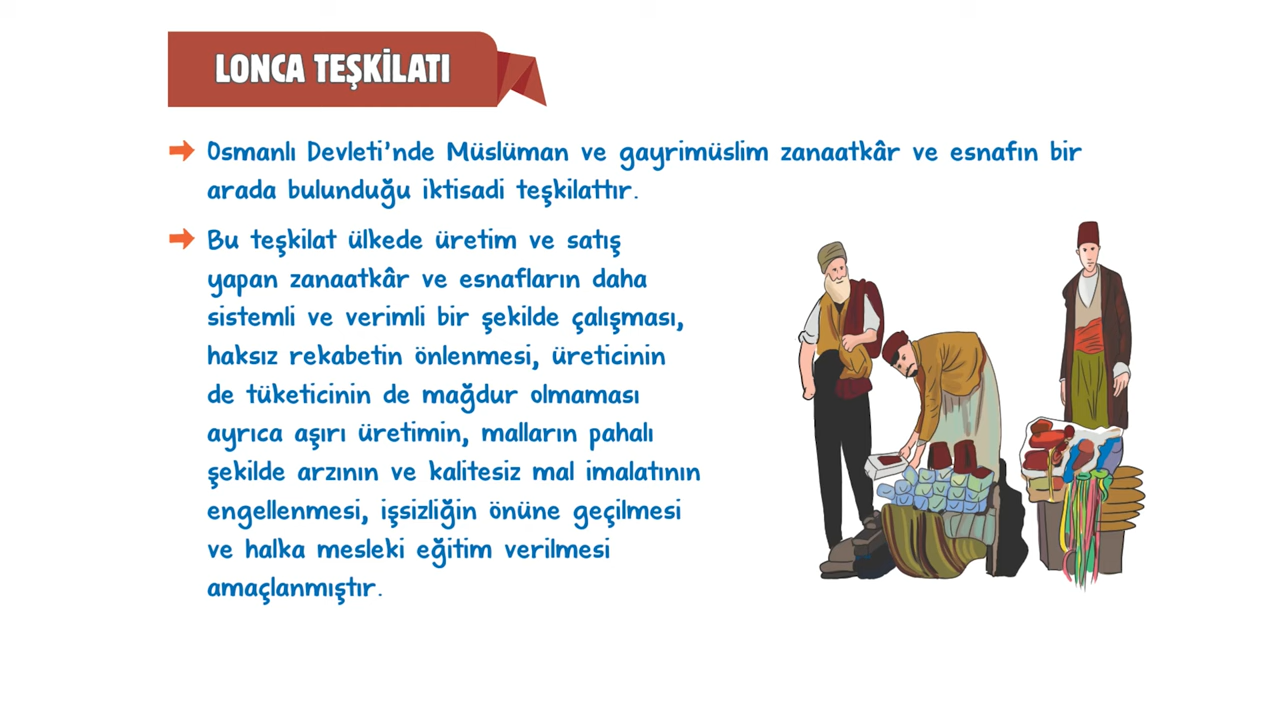 LONCA TEŞKİLATI
Osmanlı Devleti'nde Müslüman ve gayrimüslim zanaatkâr ve esnafın bir
arada bulunduğu iktisadi teşkilattır.
Bu teşkilat ülkede üretim ve satış
yapan zanaatkâr ve esnafların daha
sistemli ve verimli bir şekilde çalışması,
haksız rekabetin önlenmesi, üreticinin
de tüketicinin de mağdur olmaması
ayrıca aşırı üretimin, malların pahalı
şekilde arzının ve kalitesiz mal imalatının
engellenmesi, işsizliğin önüne geçilmesi
ve halka mesleki eğitim verilmesi
amaçlanmıştır.